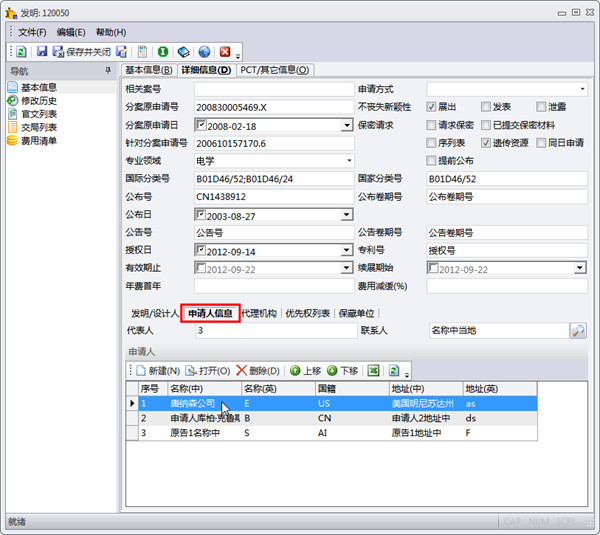 发明: 120050
文件(F) 编辑(E) 帮助(H)
保存并关闭
导航
基本信息
修改历史
官文列表
交局列表
费用清单
基本信息(B) 详细信息(D) PCT/其它信息(O)
相关案号 申请方式
分案原申请号 200830005469.X 不丧失新颖性 展出 发表 泄露
分案原申请日 2008-02-18 保密请求 请求保密 已提交保密材料
针对分案申请号 200610157170.6 序列表 遗传资源 同日申请
专业领域 电学 提前公布
国际分类号 B01D46/52;B01D46/24 国家分类号 B01D46/52
公布号 CN1438912 公布卷期号 公布卷期号
公布日 2003-08-27
公告号 公告号 公告卷期号 公告卷期号
授权日 2012-09-14 专利号 授权号
有效期止 2012-09-22 续展期始 2012-09-22
年费首年 费用减缓(%)
发明/设计人 申请人信息 代理机构 优先权列表 保藏单位
代表人 3 联系人 名称中当地
申请人
新建(N) 打开(O) 删除(D) 上移 下移
序号 名称(中) 名称(英) 国籍 地址(中) 地址(英)
1 唐纳森公司 E US 美国明尼苏达州 as
2 申请人库柏·克鲁斯 B CN 申请人2地址中 ds
3 原告1名称中 S AI 原告1地址中 F
就绪 CAP NUM SCRL